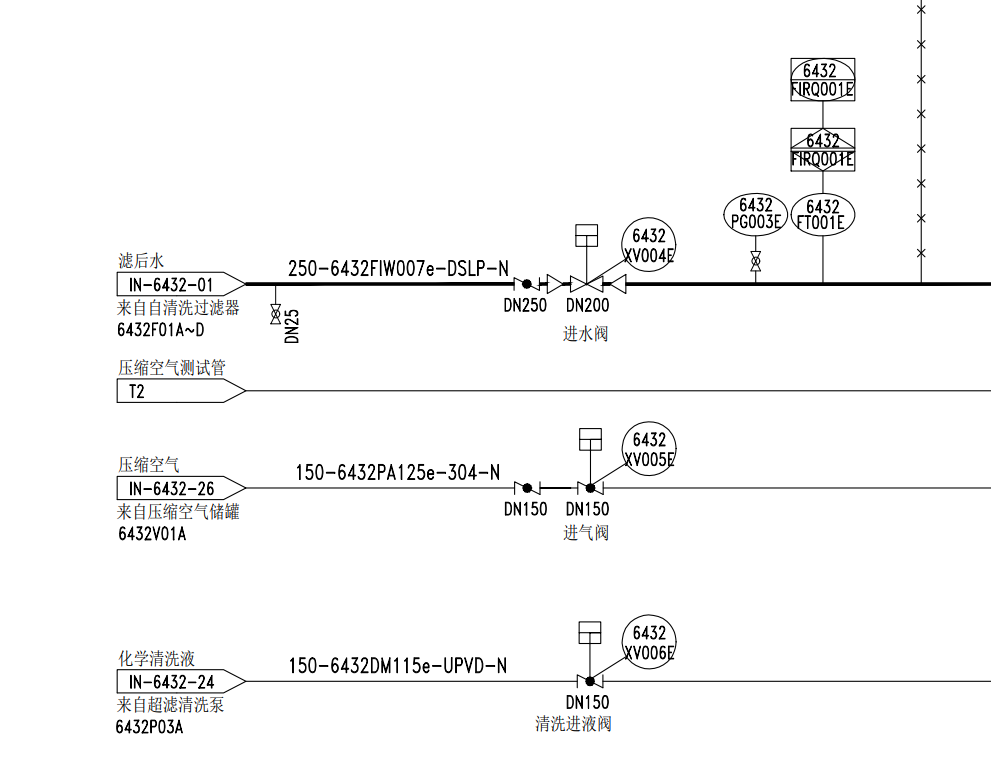 6432
FIRQ001E
6432
FIRQ001E
6432
PG003E
6432
FT001E
6432
XV004E
滤后水
250-6432FIW007e-DSLP-N
IN-6432-01
来自自清洗过滤器
6432F01A~D
DN25
DN250
DN200
进水阀
压缩空气测试管
T2
6432
XV005E
压缩空气
150-6432PA125e-304-N
IN-6432-26
来自压缩空气储罐
6432V01A
DN150
DN150
进气阀
6432
XV006E
化学清洗液
150-6432DM115e-UPVD-N
IN-6432-24
来自超滤清洗泵
6432P03A
DN150
清洗进液阀